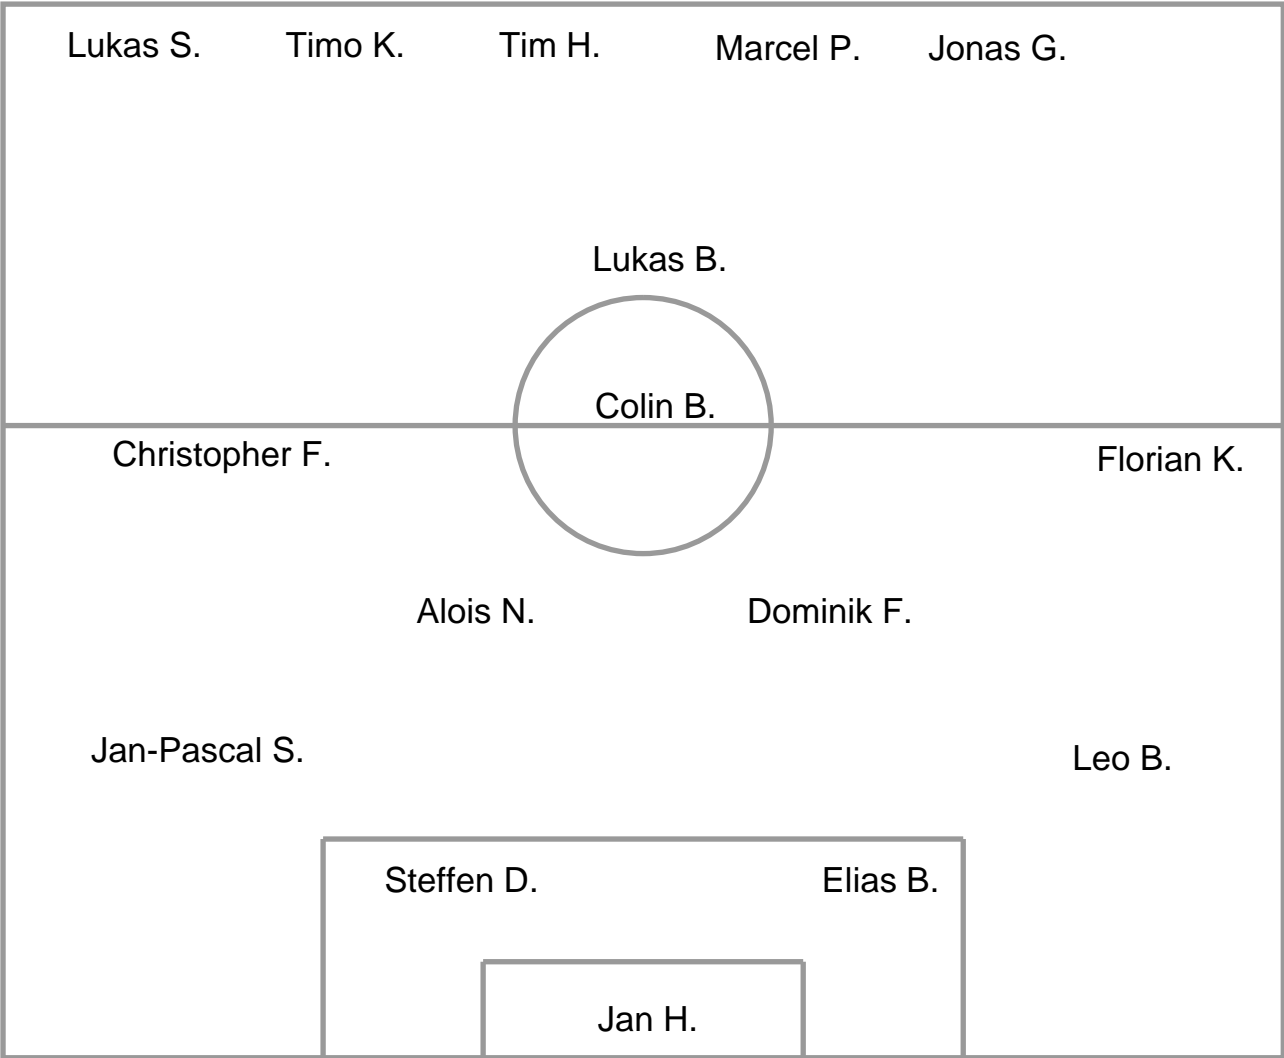 Lukas S. Timo K. Tim H. Marcel P. Jonas G.
Lukas B.
Colin B.
Christopher F. Florian K.
Alois N. Dominik F.
Jan-Pascal S. Leo B.
Steffen D. Elias B.
Jan H.